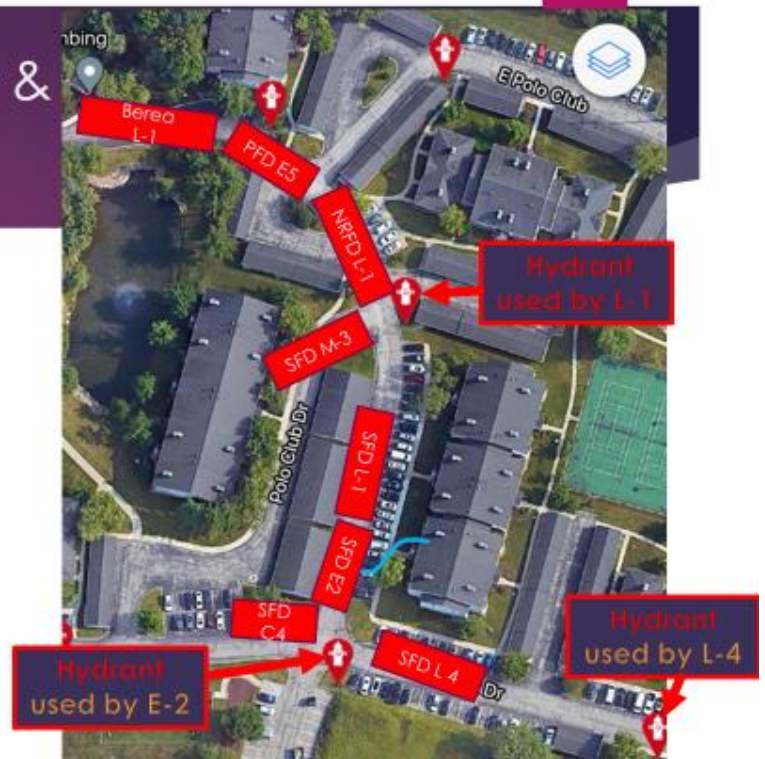 &
nbing
E Polo Club
Berea
L-1
PFD E5
NRFD L-1
Hydrant
used by L-1
SFD M-3
Polo Club Dr
SFD L-1
SFD E2
SFD
C4
SFD L 4
Dr
Hydrant
used by L-4
Hydrant
used by E-2